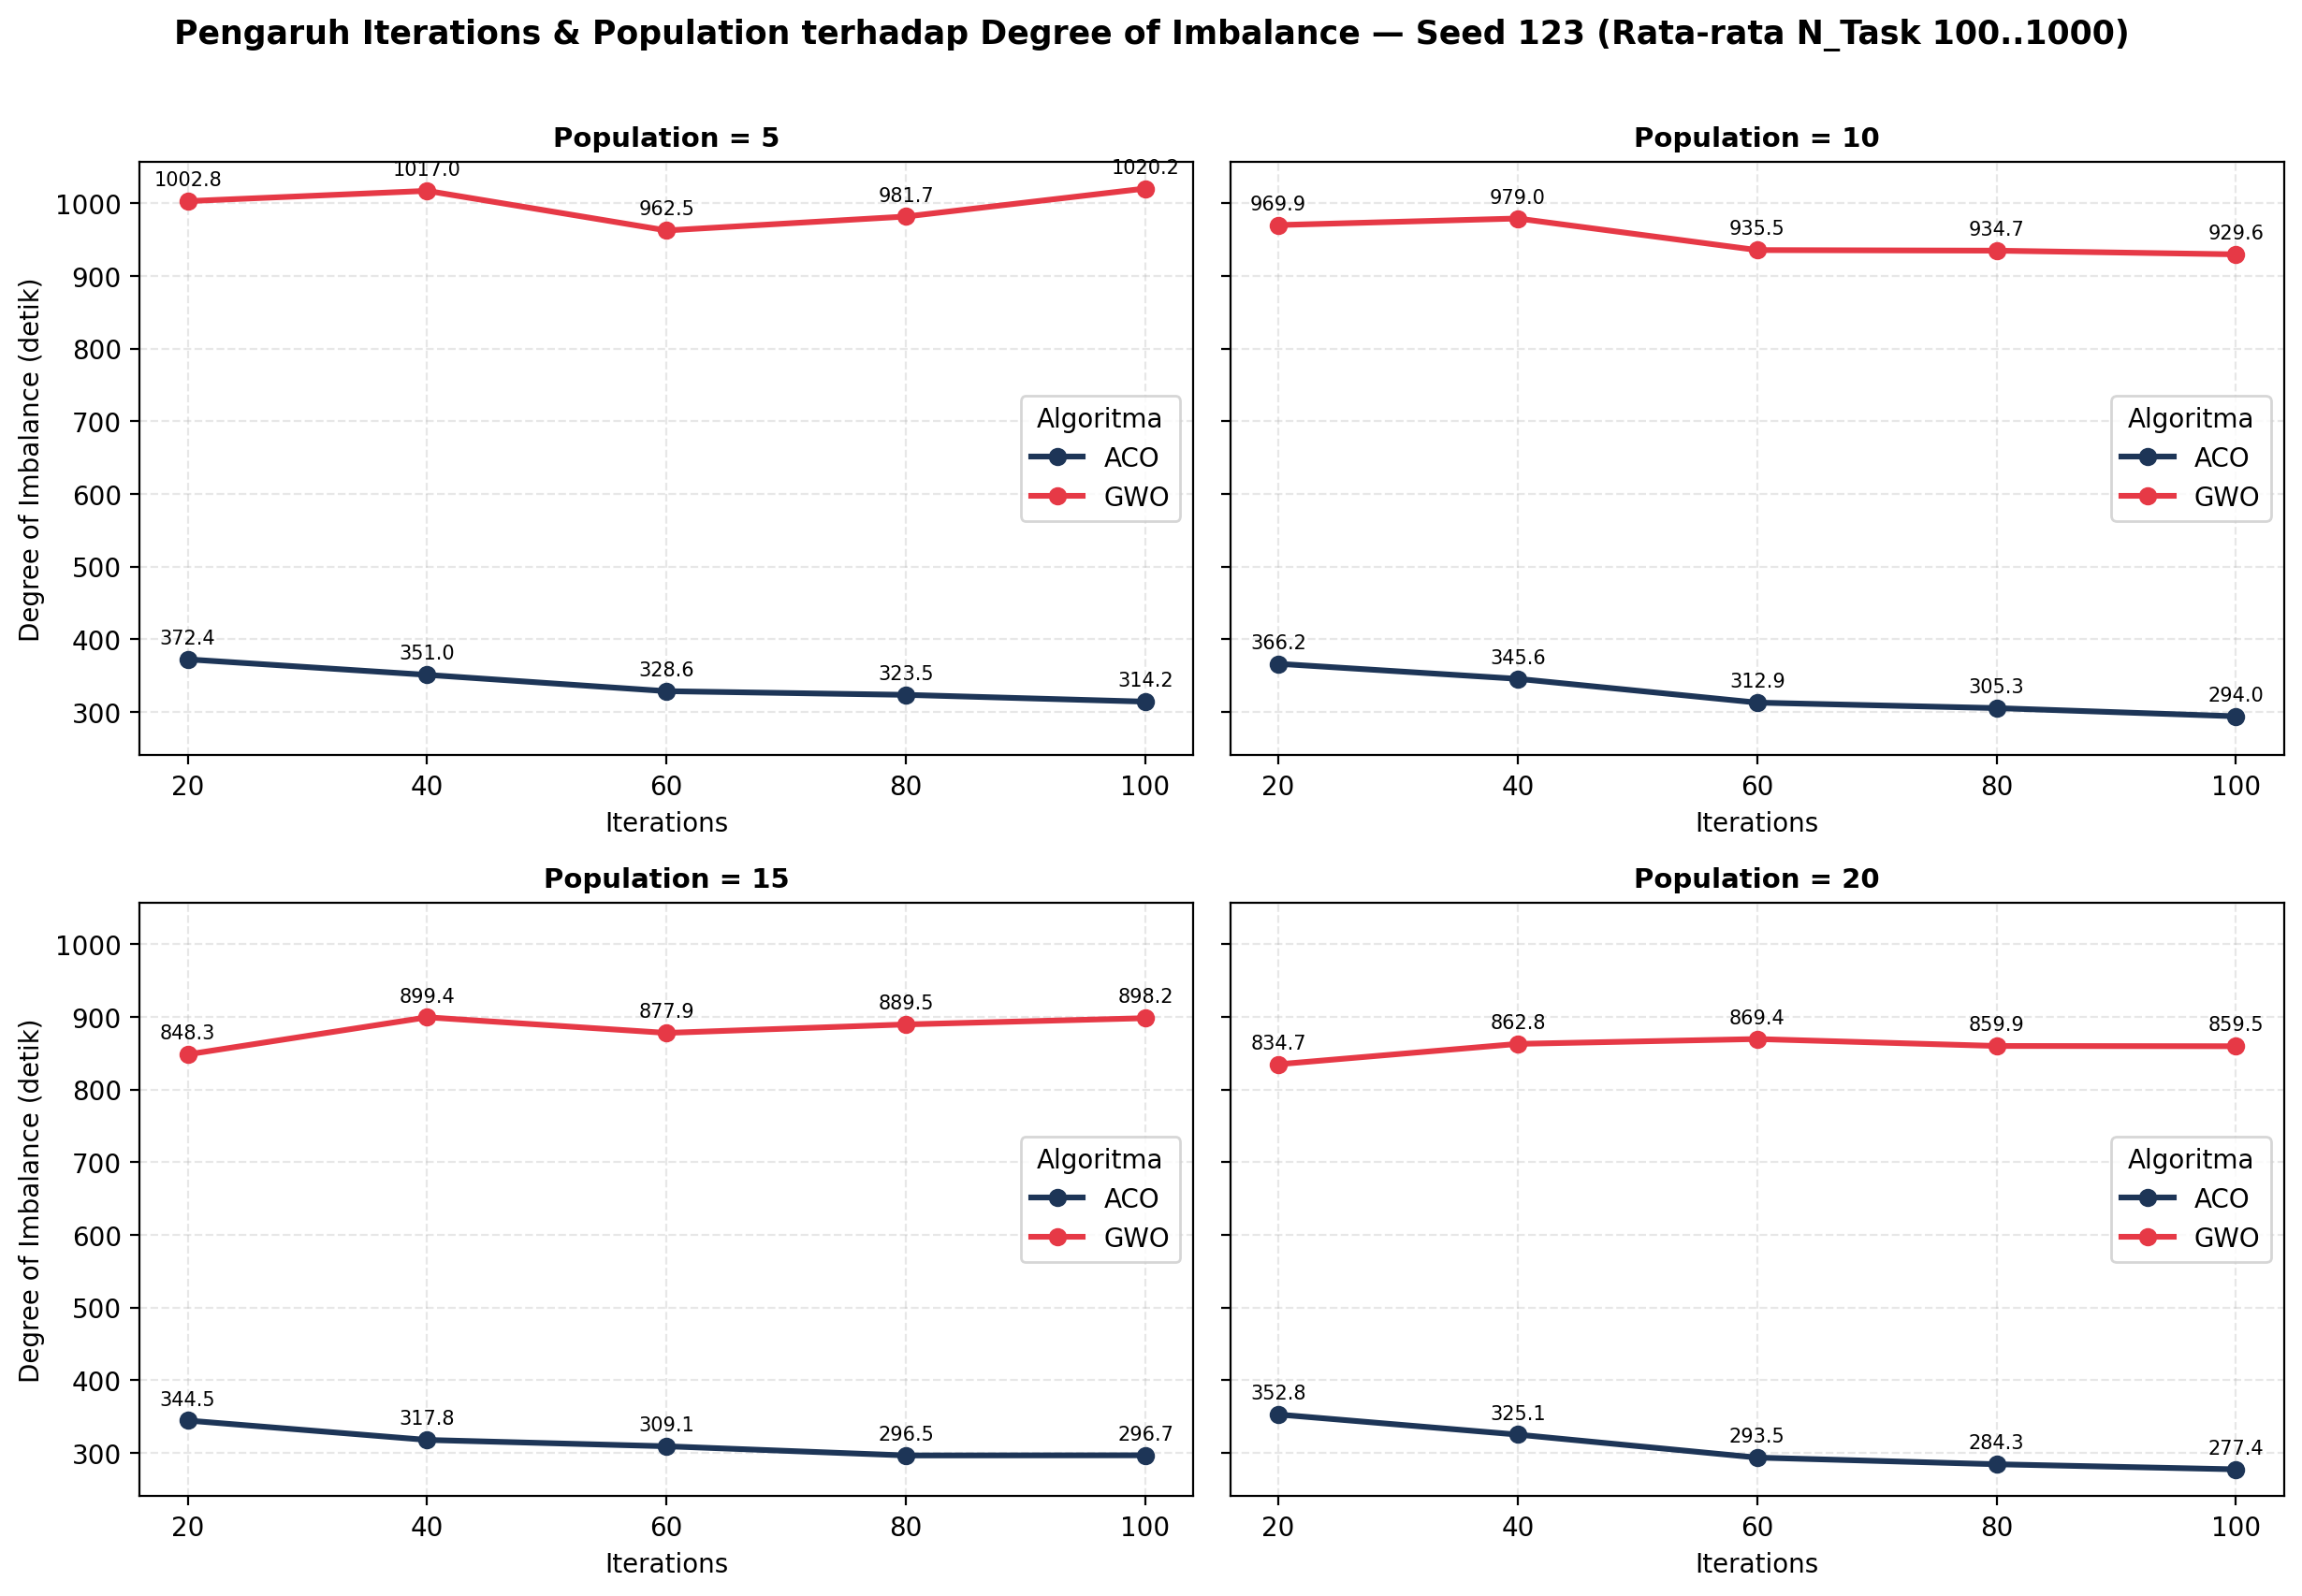 Pengaruh Iterations & Population terhadap Degree of Imbalance — Seed 123 (Rata-rata N_Task 100..1000)
Population = 5
Degree of Imbalance (detik)
1000
900
800
700
600
500
400
300
1002.8
1017.0
962.5
981.7
1020.2
372.4
351.0
328.6
323.5
314.2
Algoritma
ACO
GWO
20 40 60 80 100
Iterations
Population = 10
969.9
979.0
935.5
934.7
929.6
366.2
345.6
312.9
305.3
294.0
Algoritma
ACO
GWO
20 40 60 80 100
Iterations
Population = 15
Degree of Imbalance (detik)
1000
900
800
700
600
500
400
300
848.3
899.4
877.9
889.5
898.2
344.5
317.8
309.1
296.5
296.7
Algoritma
ACO
GWO
20 40 60 80 100
Iterations
Population = 20
834.7
862.8
869.4
859.9
859.5
352.8
325.1
293.5
284.3
277.4
Algoritma
ACO
GWO
20 40 60 80 100
Iterations